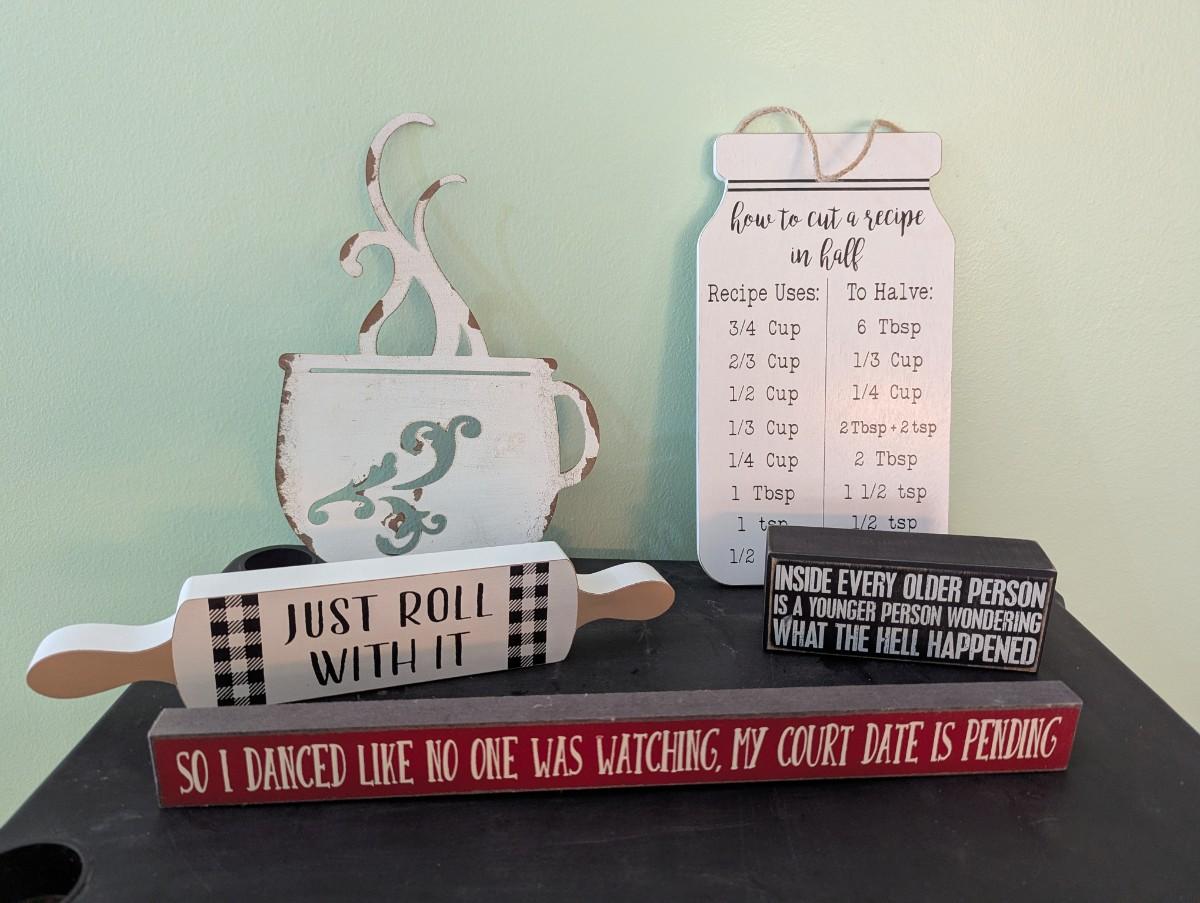 how to cut a recipe
in half
Recipe Uses: To Halve:
3/4 Cup 6 Tbsp
2/3 Cup 1/3 Cup
1/2 Cup 1/4 Cup
1/3 Cup 2 Tbsp + 2 tsp
1/4 Cup 2 Tbsp
1 Tbsp 1 1/2 tsp
1 tsp 1/2 tsp
1/2
JUST ROLL
WITH IT
INSIDE EVERY OLDER PERSON
IS A YOUNGER PERSON WONDERING
WHAT THE HELL HAPPENED
SO I DANCED LIKE NO ONE WAS WATCHING, MY COURT DATE IS PENDING